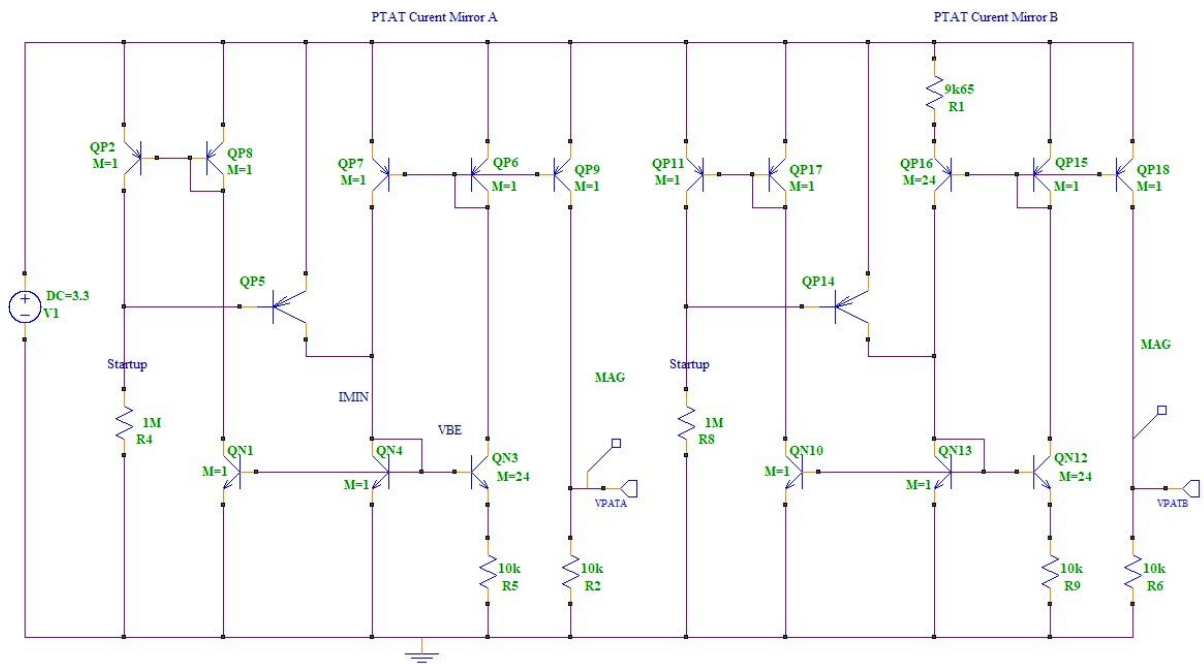 PTAT Curent Mirror A
PTAT Curent Mirror B
9k65
R1
QP2
M=1
QP8
M=1
QP7
M=1
QP6
M=1
QP9
M=1
QP11
M=1
QP17
M=1
QP16
M=24
QP15
M=1
QP18
M=1
QP5
QP14
DC=3.3
V1
Startup
IMIN
MAG
Startup
MAG
1M
R4
VBE
1M
R8
QN1
M=1
QN4
M=1
QN3
M=24
VPATA
QN10
M=1
QN13
M=1
QN12
M=24
VPATB
10k
R5
10k
R2
10k
R9
10k
R6